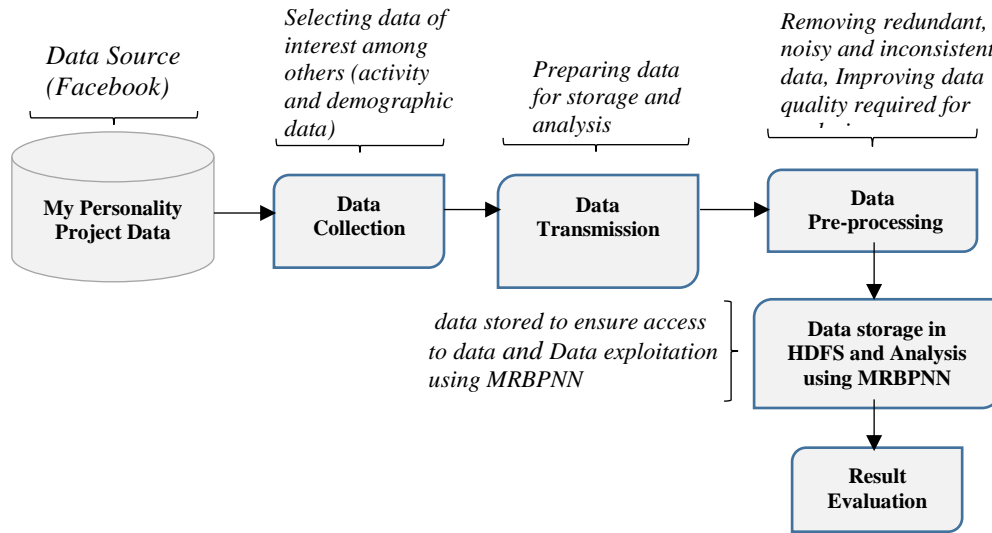 Data Source
(Facebook)
My Personality
Project Data
Selecting data of
interest among
others (activity
and demographic
data)
Data
Collection
Preparing data
for storage and
analysis
Data
Transmission
Removing redundant,
noisy and inconsistent
data, Improving data
quality required for
Data
Pre-processing
data stored to ensure access
to data and Data exploitation
using MRBPNN
Data storage in
HDFS and Analysis
using MRBPNN
Result
Evaluation